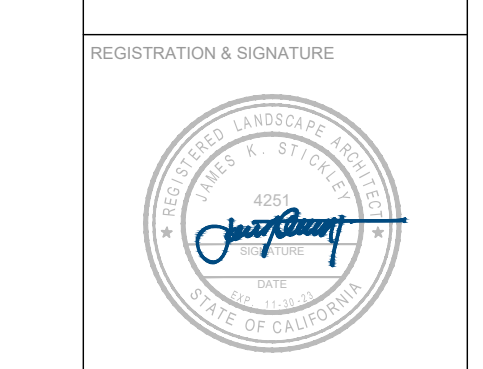 REGISTRATION & SIGNATURE
REGISTERED LANDSCAPE ARCHITECT
JAMES K. STICKLEY
4251
SIGNATURE
DATE
EXP. 11-30-23
STATE OF CALIFORNIA